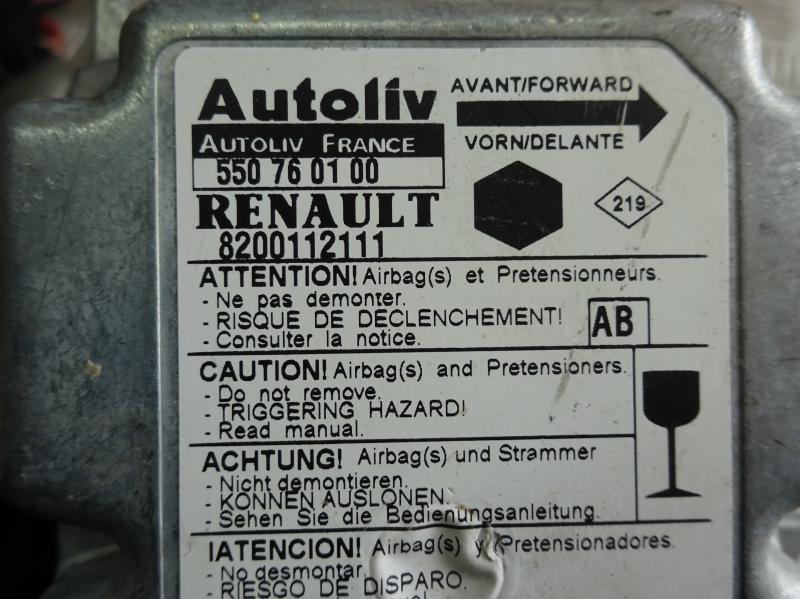 Autoliv
AVANT/FORWARD
AUTOLIV FRANCE
VORN/DELANTE
550 76 01 00
RENAULT
219
8200112111
ATTENTION! Airbag(s) et Pretensionneurs.
- Ne pas demonter.
- RISQUE DE DECLENCHEMENT!
AB
- Consulter la notice.
CAUTION! Airbag(s) and Pretensioners.
- Do not remove.
- TRIGGERING HAZARD!
- Read manual.
ACHTUNG! Airbag(s) und Strammer
- Nicht demontieren.
- KONNEN AUSLONEN.
- Sehen Sie die Bedienungsanleitung.
IATENCION! Airbag(s) y Pretensionadores.
- No desmontar.
- RIESGO DE DISPARO.